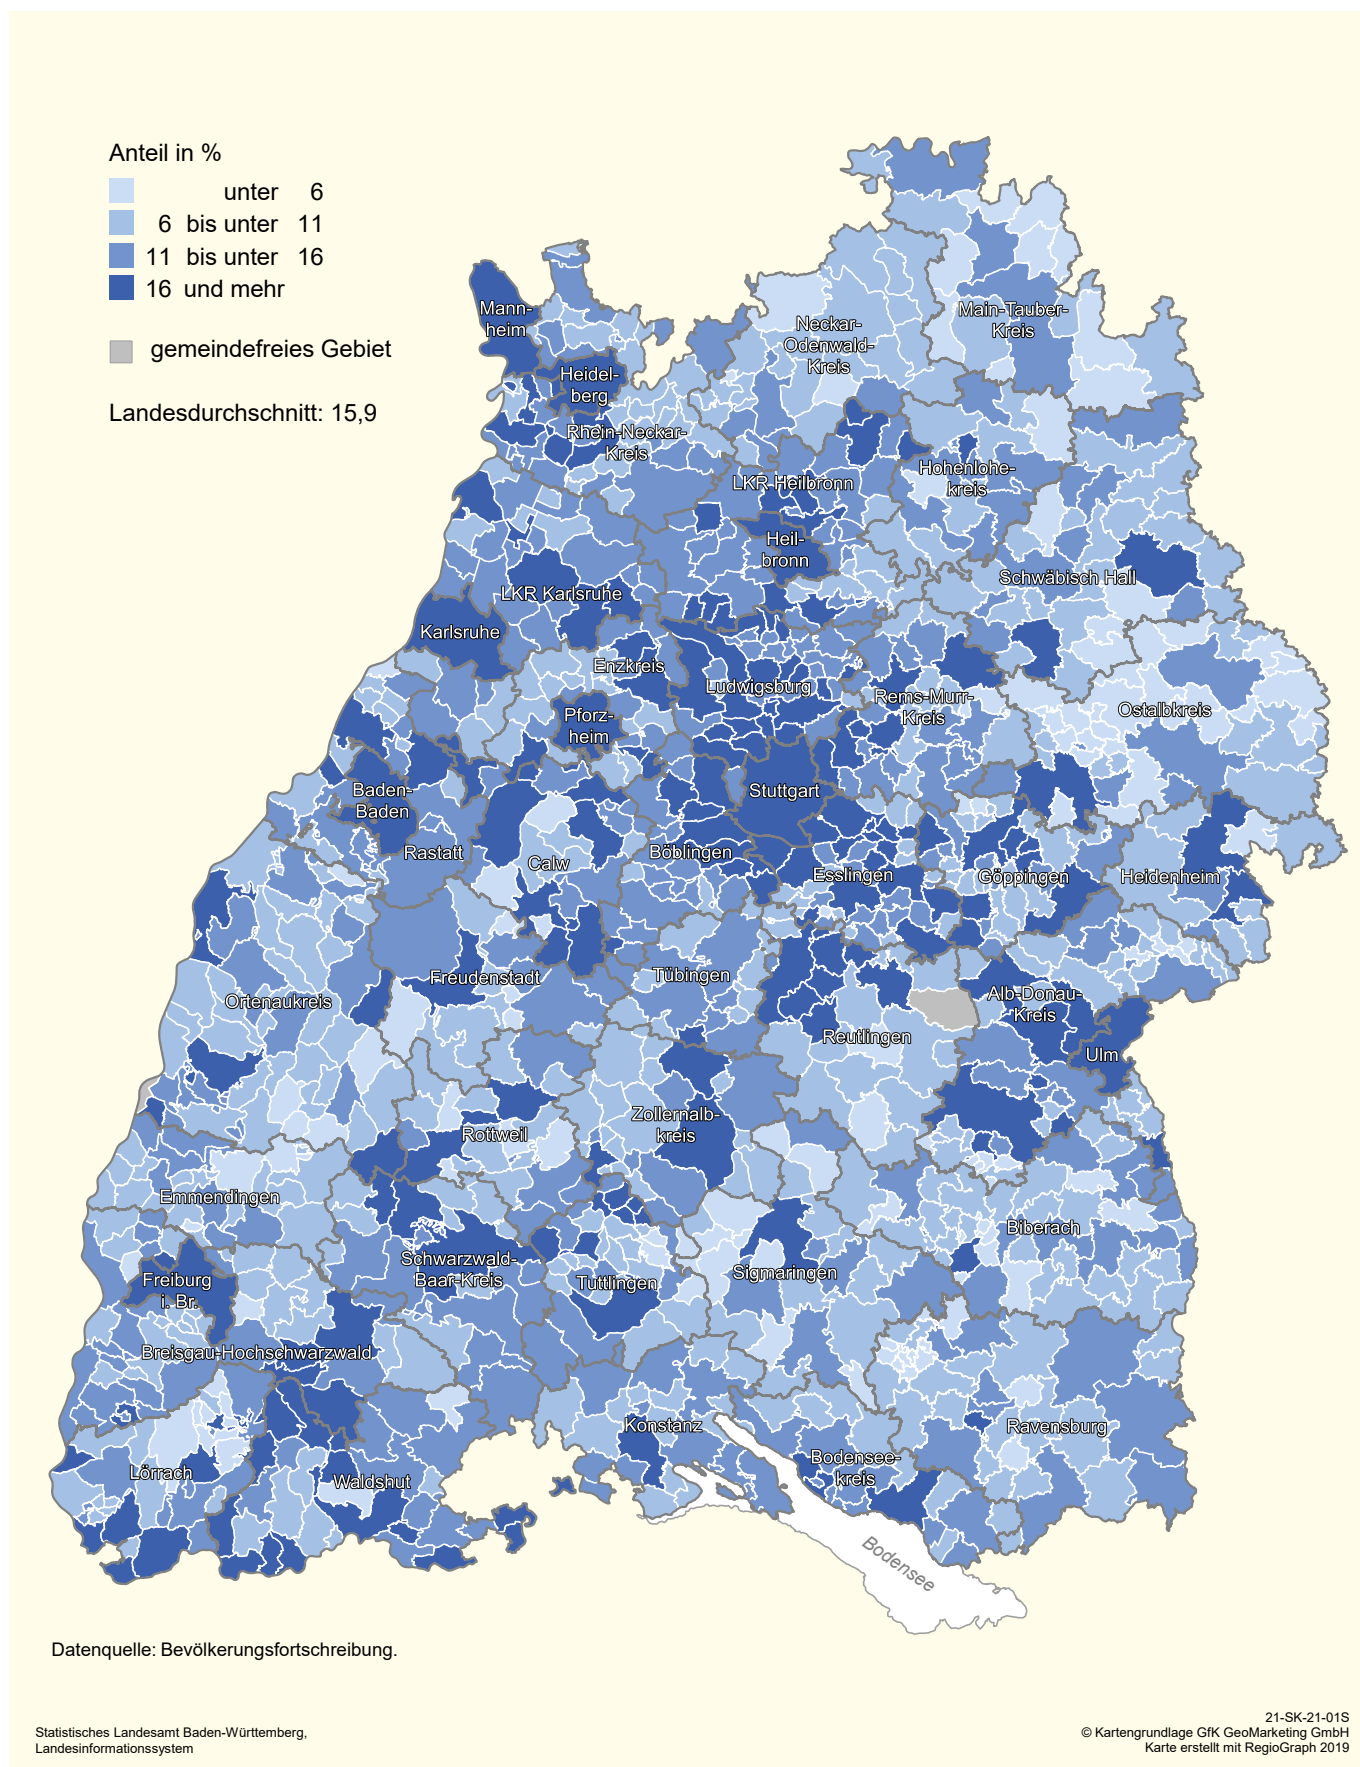 Anteil in %
unter 6
6 bis unter 11
11 bis unter 16
16 und mehr
gemeindefreies Gebiet
Landesdurchschnitt: 15,9
Mann-
heim
Heidel-
berg
Rhein-Neckar-
Kreis
Neckar-
Odenwald-
Kreis
Main-Tauber-
Kreis
LKR Heilbronn
Hohenlohe-
kreis
Heil-
bronn
Schwäbisch Hall
LKR Karlsruhe
Karlsruhe
Enzkreis
Ludwigsburg
Rems-Murr-
Kreis
Ostalbkreis
Pforz-
heim
Baden-
Baden
Stuttgart
Rastatt
Calw
Böblingen
Esslingen
Göppingen
Heidenheim
Freudenstadt
Tübingen
Ortenaukreis
Reutlingen
Alb-Donau-
Kreis
Ulm
Zollernalb-
kreis
Rottweil
Emmendingen
Biberach
Freiburg
i. Br.
Schwarzwald-
Baar-Kreis
Tuttlingen
Sigmaringen
Breisgau-Hochschwarzwald
Konstanz
Ravensburg
Lörrach
Waldshut
Bodensee-
kreis
Bodensee
Datenquelle: Bevölkerungsfortschreibung.
Statistisches Landesamt Baden-Württemberg,
Landesinformationssystem
21-SK-21-01S
© Kartengrundlage GfK GeoMarketing GmbH
Karte erstellt mit RegioGraph 2019